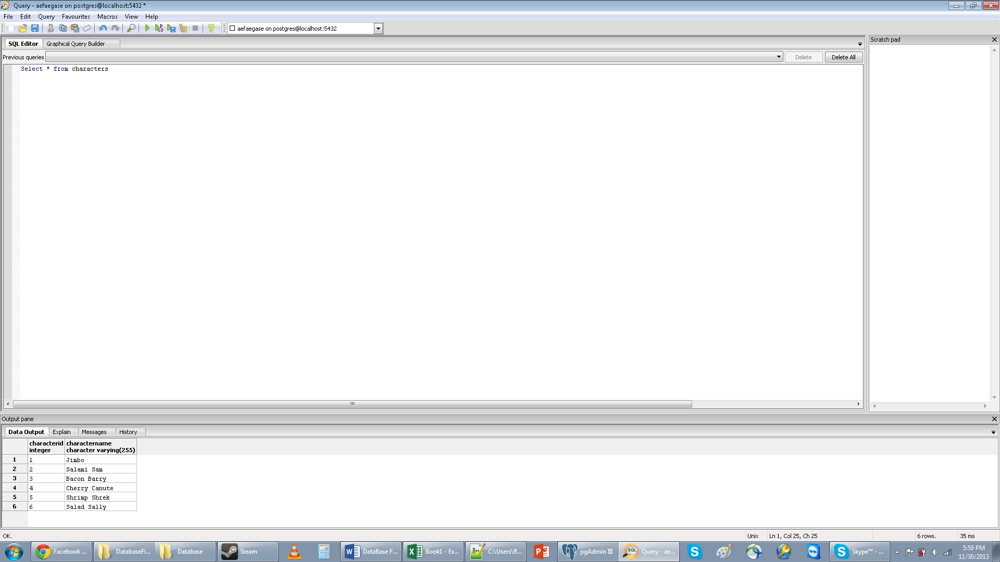 Query - aefaegase on postgres@localhost:5432 *
File Edit Query Favourites Macros View Help
aefaegase on postgres@localhost:5432
SQL Editor Graphical Query Builder
Scratch pad
Previous queries Delete Delete All
Select * from characters
Output pane
Data Output Explain Messages History
characterid charactername
integer character varying(255)
1 1 Jimbo
2 2 Salami Sam
3 3 Bacon Barry
4 4 Cherry Canute
5 5 Shrimp Shrek
6 6 Salad Sally
OK. Unix Ln 1, Col 25, Ch 25 6 rows. 35 ms
Facebook ... DatabaseFi... Database Steam DataBase F... Book1 - Ex... C:\Users\R... pgAdmin III Query - ae... Skype™ - ... 5:59 PM
11/30/2013